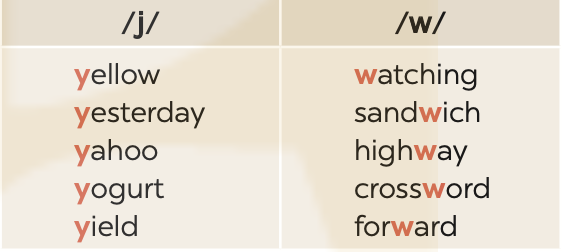 /j/ /w/
yellow watching
yesterday sandwich
yahoo highway
yogurt crossword
yield forward